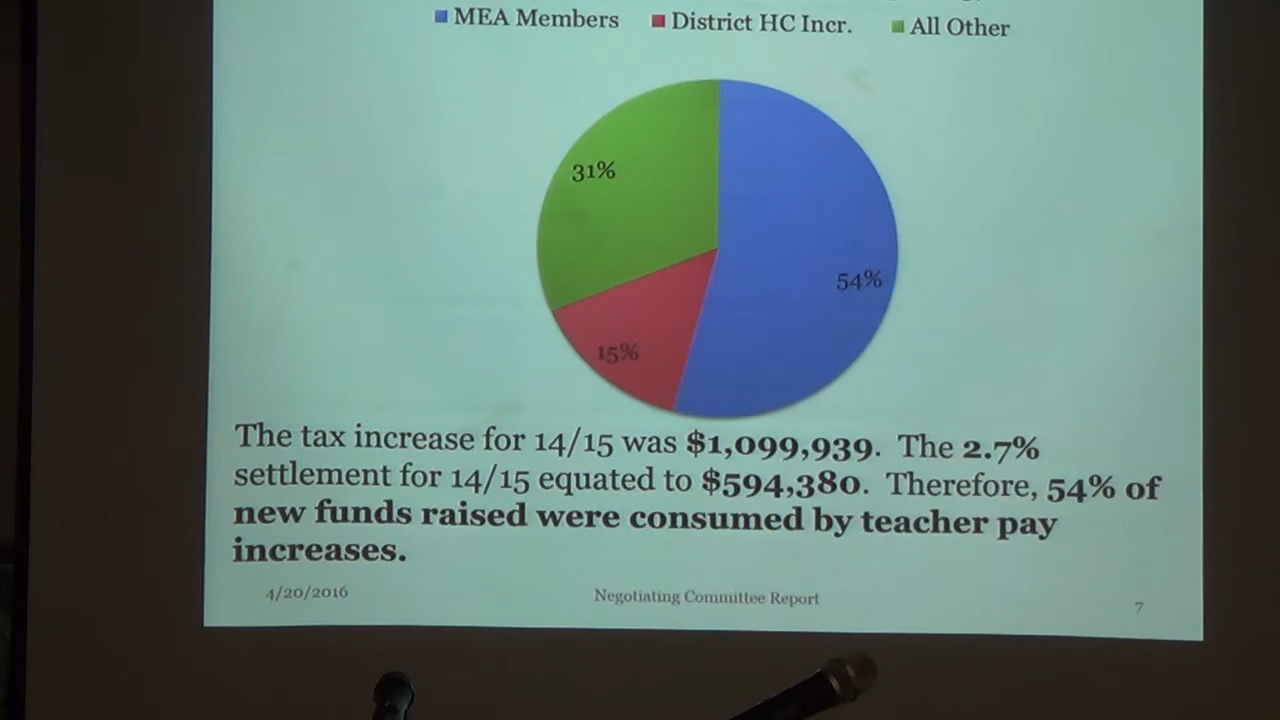 MEA Members District HC Incr. All Other
31%
54%
15%
The tax increase for 14/15 was $1,099,939. The 2.7%
settlement for 14/15 equated to $594,380. Therefore, 54% of
new funds raised were consumed by teacher pay
increases.
4/20/2016 Negotiating Committee Report 7